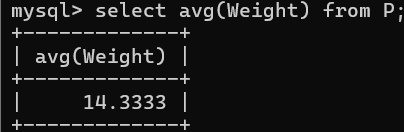 mysql> select avg(Weight) from P;
+-------------+
| avg(Weight) |
+-------------+
|     14.3333 |
+-------------+